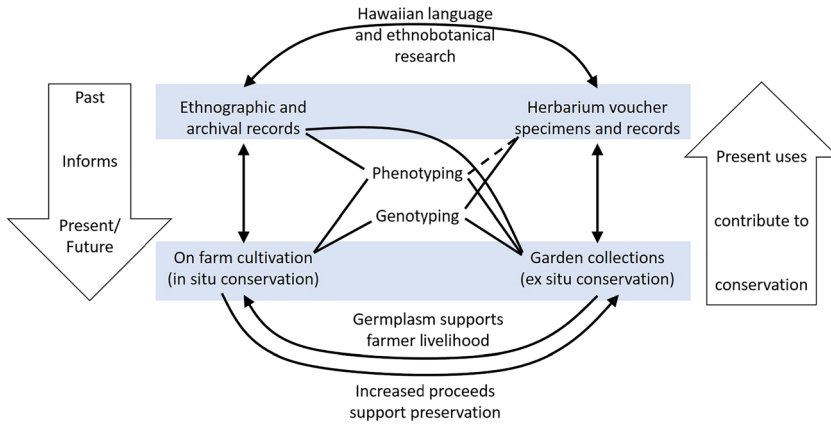 Hawaiian language
and ethnobotanical
research
Past
Informs
Present/
Future
Ethnographic and
archival records
Herbarium voucher
specimens and records
Phenotyping
Genotyping
On farm cultivation
(in situ conservation)
Garden collections
(ex situ conservation)
Present uses
contribute to
conservation
Germplasm supports
farmer livelihood
Increased proceeds
support preservation